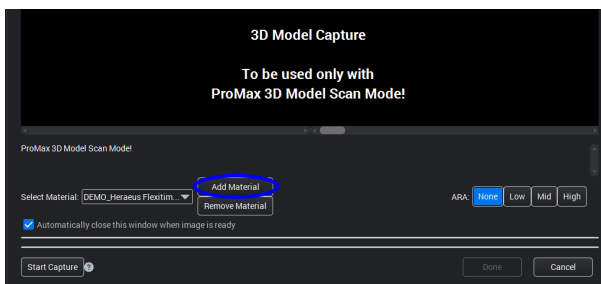 3D Model Capture
To be used only with
ProMax 3D Model Scan Mode!
ProMax 3D Model Scan Mode!
Add Material
Select Material: DEMO_Heraeus Flexitim... ARA: None Low Mid High
Remove Material
Automatically close this window when image is ready
Start Capture ? Done Cancel